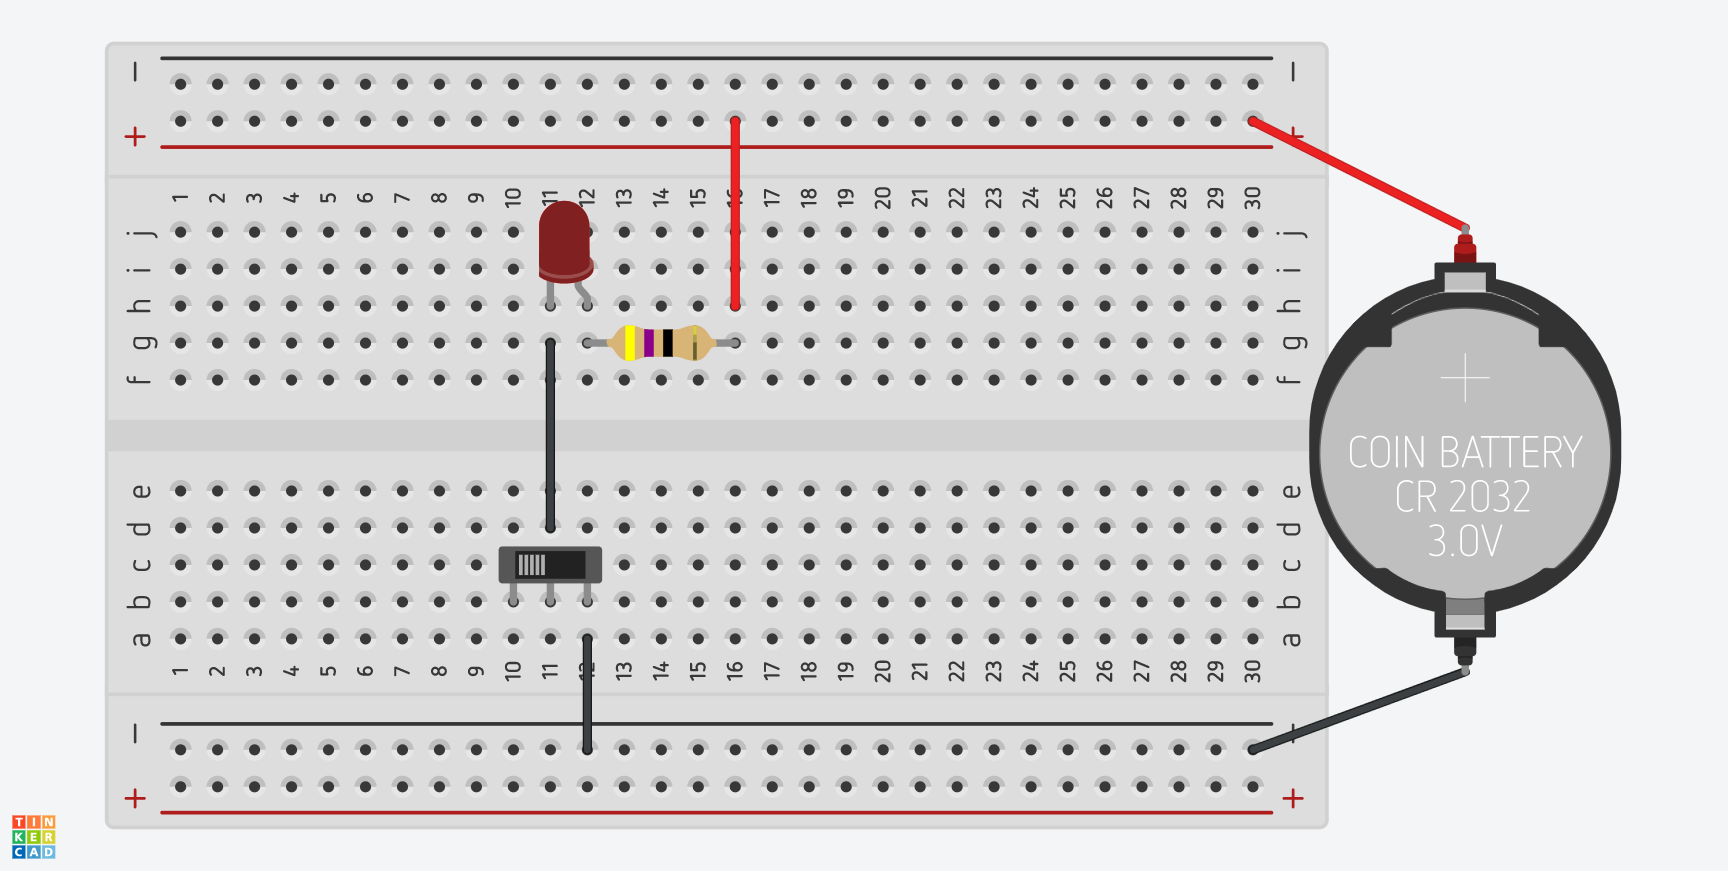 − −
+ +
1 2 3 4 5 6 7 8 9 10 11 12 13 14 15 16 17 18 19 20 21 22 23 24 25 26 27 28 29 30
j j
i i
h h
g g
f f
COIN BATTERY
CR 2032
3.0V
e e
d d
c c
b b
a a
1 2 3 4 5 6 7 8 9 10 11 12 13 14 15 16 17 18 19 20 21 22 23 24 25 26 27 28 29 30
− −
+ +
TIN
KER
CAD